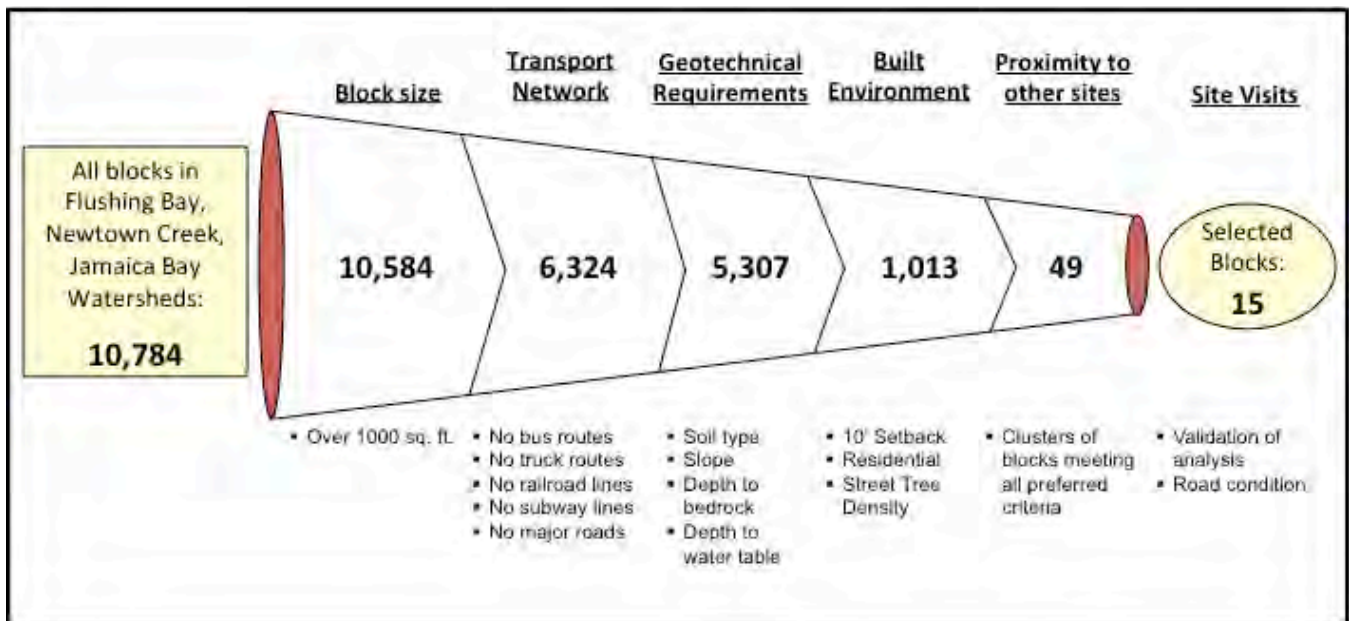 All blocks in
Flushing Bay,
Newtown Creek,
Jamaica Bay
Watersheds:
10,784
Block size
10,584
▪ Over 1000 sq. ft.
Transport
Network
6,324
▪ No bus routes
▪ No truck routes
▪ No railroad lines
▪ No subway lines
▪ No major roads
Geotechnical
Requirements
5,307
▪ Soil type
▪ Slope
▪ Depth to
bedrock
▪ Depth to
water table
Built
Environment
1,013
▪ 10' Setback
▪ Residential
▪ Street Tree
Density
Proximity to
other sites
49
▪ Clusters of
blocks meeting
all preferred
criteria
Site Visits
Selected
Blocks:
15
▪ Validation of
analysis
▪ Road condition